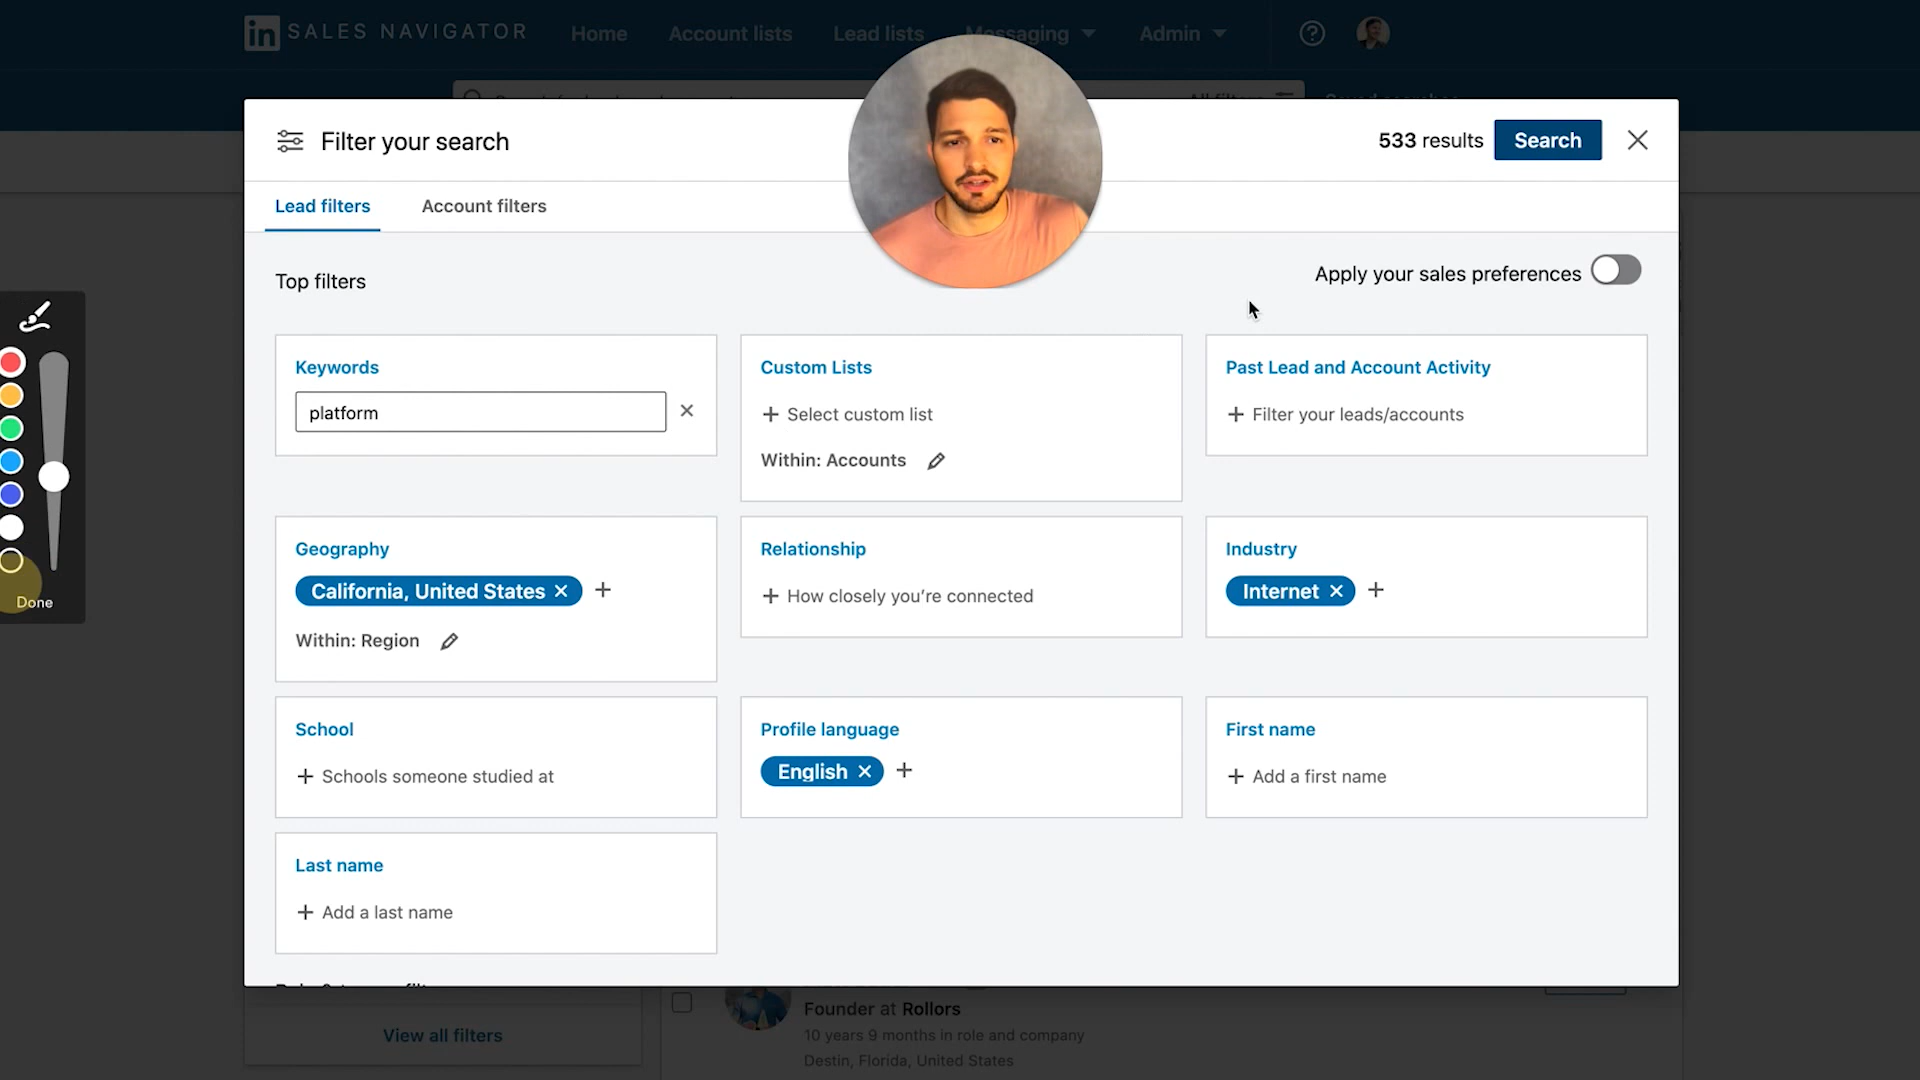 in SALES NAVIGATOR
Home
Account lists
Lead lists
Messaging
Admin
Filter your search
533 results
Search
Lead filters
Account filters
Top filters
Apply your sales preferences
Keywords
platform
Custom Lists
+ Select custom list
Within: Accounts
Past Lead and Account Activity
+ Filter your leads/accounts
Geography
California, United States
Within: Region
Relationship
+ How closely you're connected
Industry
Internet
School
+ Schools someone studied at
Profile language
English
First name
+ Add a first name
Last name
+ Add a last name
Done
View all filters
Founder at Rollors
10 years 9 months in role and company
Destin, Florida, United States